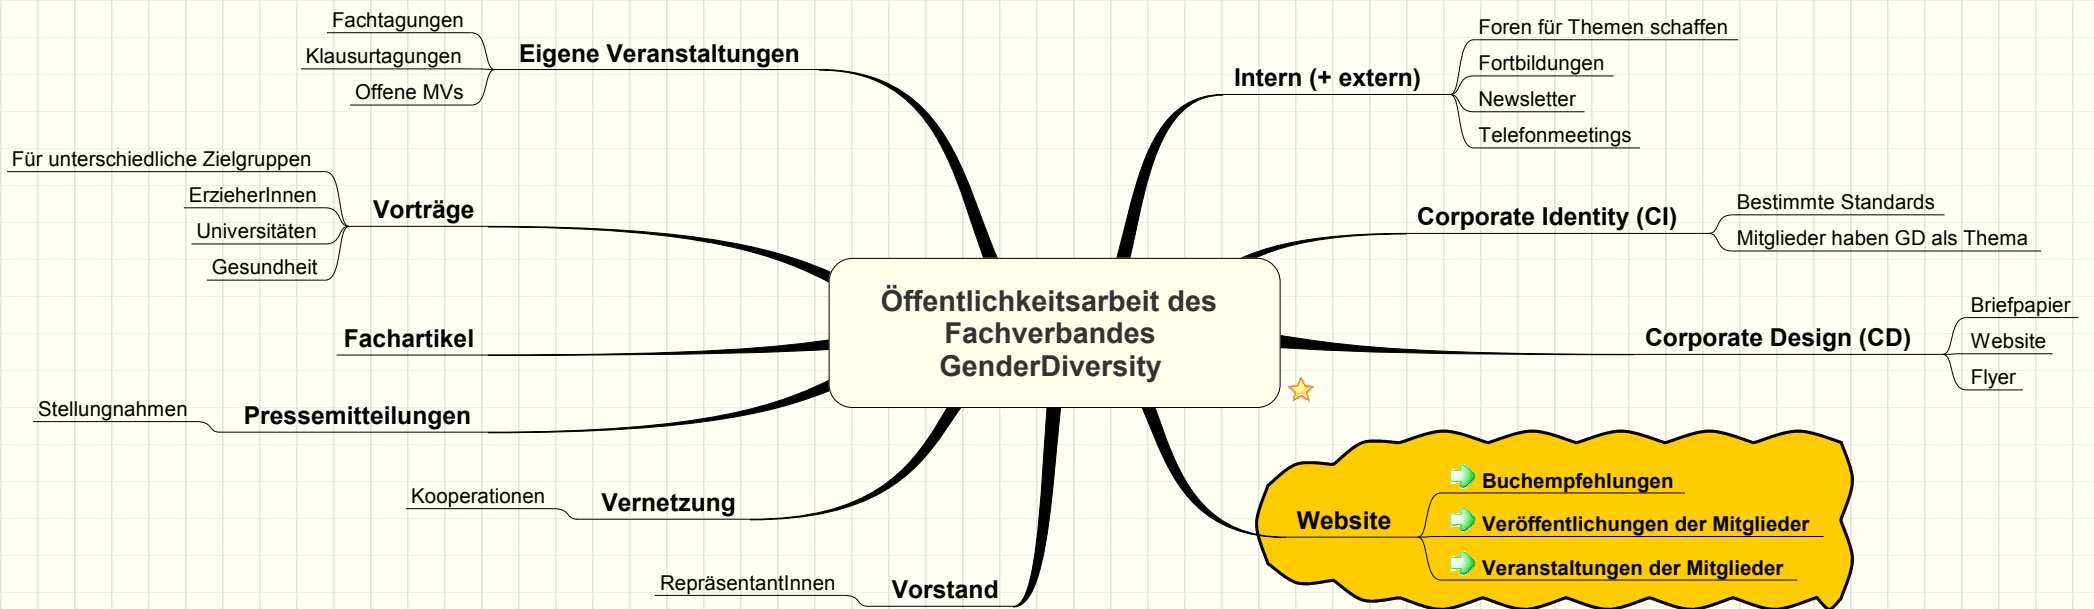 Öffentlichkeitsarbeit des
Fachverbandes
GenderDiversity
Eigene Veranstaltungen
Fachtagungen
Klausurtagungen
Offene MVs
Vorträge
Für unterschiedliche Zielgruppen
ErzieherInnen
Universitäten
Gesundheit
Fachartikel
Pressemitteilungen
Stellungnahmen
Vernetzung
Kooperationen
Vorstand
RepräsentantInnen
Intern (+ extern)
Foren für Themen schaffen
Fortbildungen
Newsletter
Telefonmeetings
Corporate Identity (CI)
Bestimmte Standards
Mitglieder haben GD als Thema
Corporate Design (CD)
Briefpapier
Website
Flyer
Website
Buchempfehlungen
Veröffentlichungen der Mitglieder
Veranstaltungen der Mitglieder